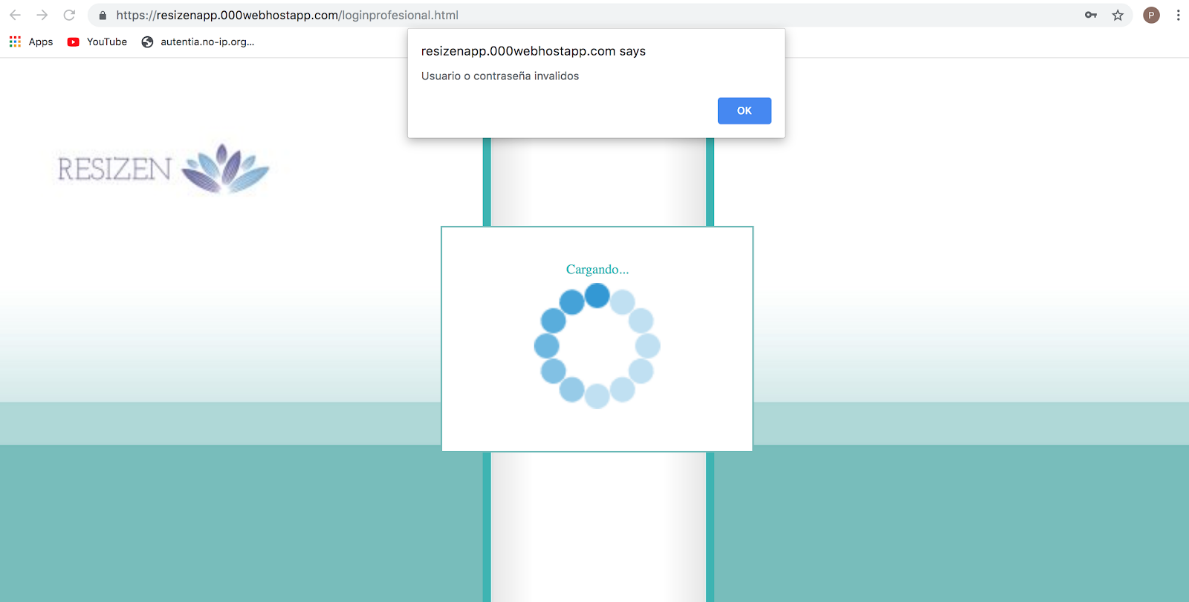 https://resizenapp.000webhostapp.com/loginprofesional.html
P
Apps YouTube autentia.no-ip.org...
resizenapp.000webhostapp.com says
Usuario o contraseña invalidos
OK
RESIZEN
Cargando...